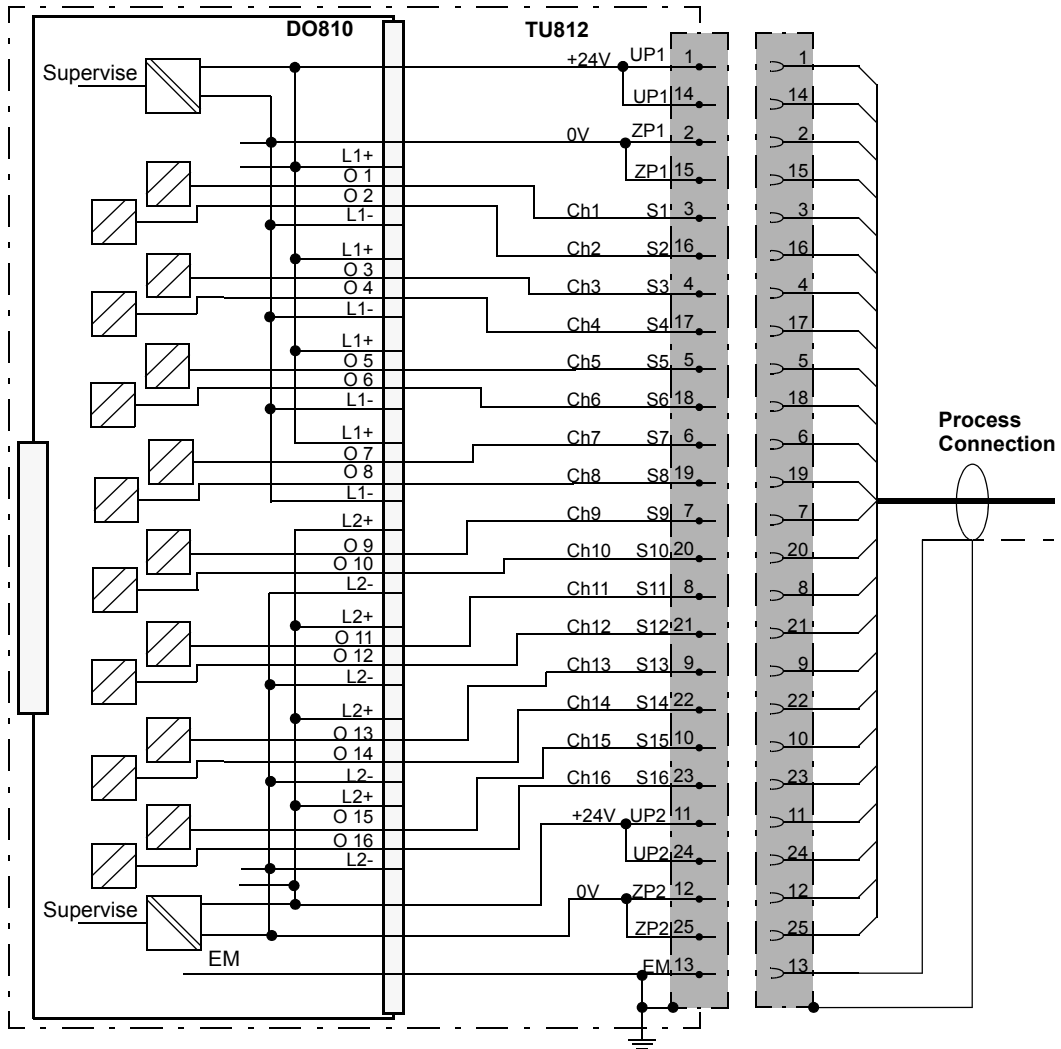 DO810 TU812
Supervise +24V UP1 1 1
UP1 14 14
0V ZP1 2 2
L1+ ZP1 15 15
O 1
O 2 Ch1 S1 3 3
L1-
Ch2 S2 16 16
L1+
O 3 Ch3 S3 4 4
O 4
L1- Ch4 S4 17 17
L1+
O 5 Ch5 S5 5 5
O 6
L1- Ch6 S6 18 18
Process
Connection
L1+ Ch7 S7 6 6
O 7
O 8 Ch8 S8 19 19
L1-
L2+ Ch9 S9 7 7
O 9
O 10 Ch10 S10 20 20
L2- Ch11 S11 8 8
L2+
O 11 Ch12 S12 21 21
O 12
L2- Ch13 S13 9 9
L2+ Ch14 S14 22 22
O 13
O 14 Ch15 S15 10 10
L2- Ch16 S16 23 23
L2+
O 15 +24V UP2 11 11
O 16
L2- UP2 24 24
0V ZP2 12 12
Supervise
ZP2 25 25
EM EM 13 13